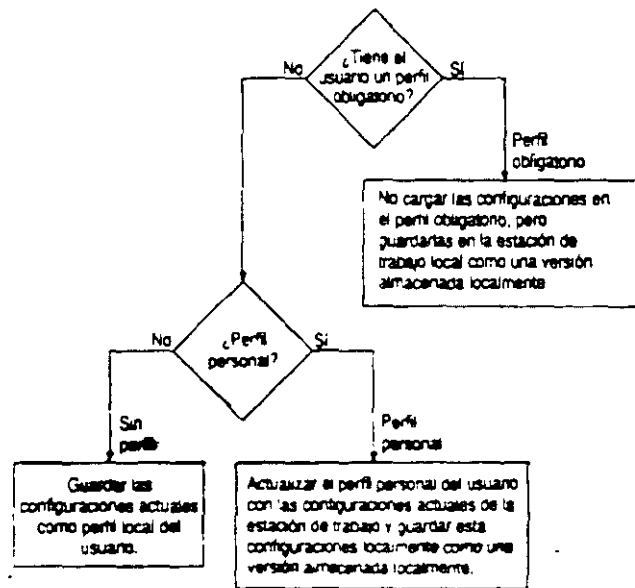 ¿Tiene el
usuario un perfil
obligatorio?
No
Sí
Perfil
obligatorio
No cargar las configuraciones en
el perfil obligatorio, pero
guardarlas en la estación de
trabajo local como una versión
almacenada localmente
¿Perfil
personal?
No
Sí
Sin
perfil
Perfil
personal
Guardar las
configuraciones actuales
como perfil local del
usuario.
Actualizar el perfil personal del usuario
con las configuraciones actuales de la
estación de trabajo y guardar esta
configuraciones localmente como una
versión almacenada localmente.